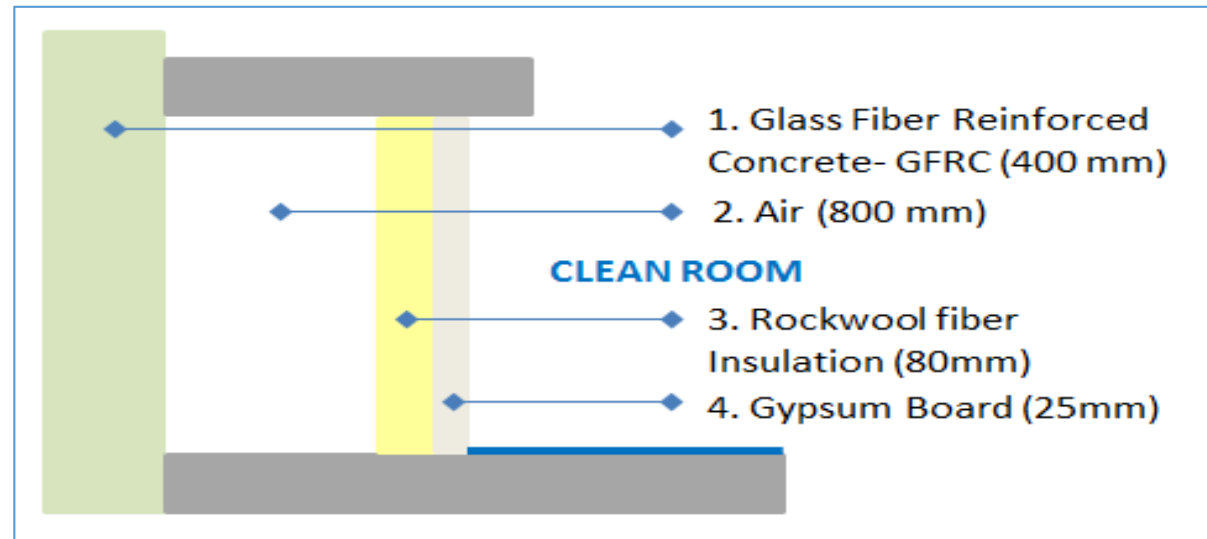 1. Glass Fiber Reinforced
Concrete- GFRC (400 mm)
2. Air (800 mm)
CLEAN ROOM
3. Rockwool fiber
Insulation (80mm)
4. Gypsum Board (25mm)